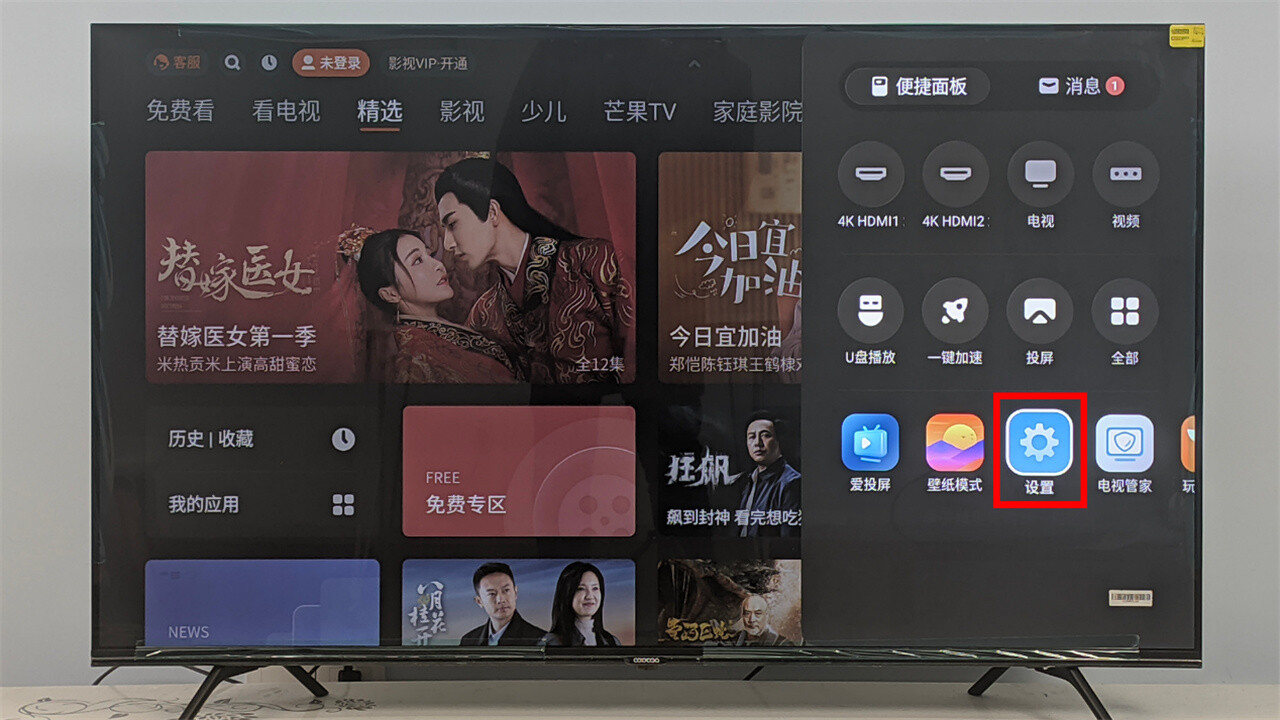 客服
未登录
影视VIP·开通
免费看
看电视
精选
影视
少儿
芒果TV
家庭影院
替嫁医女
替嫁医女第一季
米热贡米上演高甜蜜恋
全12集
今日宜
加油
今日宜加油
郑恺陈钰琪王鹤棣
历史 | 收藏
我的应用
FREE
免费专区
狂飙
飙到封神 看完想吃
NEWS
八月
桂花
开
便捷面板
消息
1
4K HDMI1
4K HDMI2
电视
视频
U盘播放
一键加速
投屏
全部
爱投屏
壁纸模式
设置
电视管家
玩